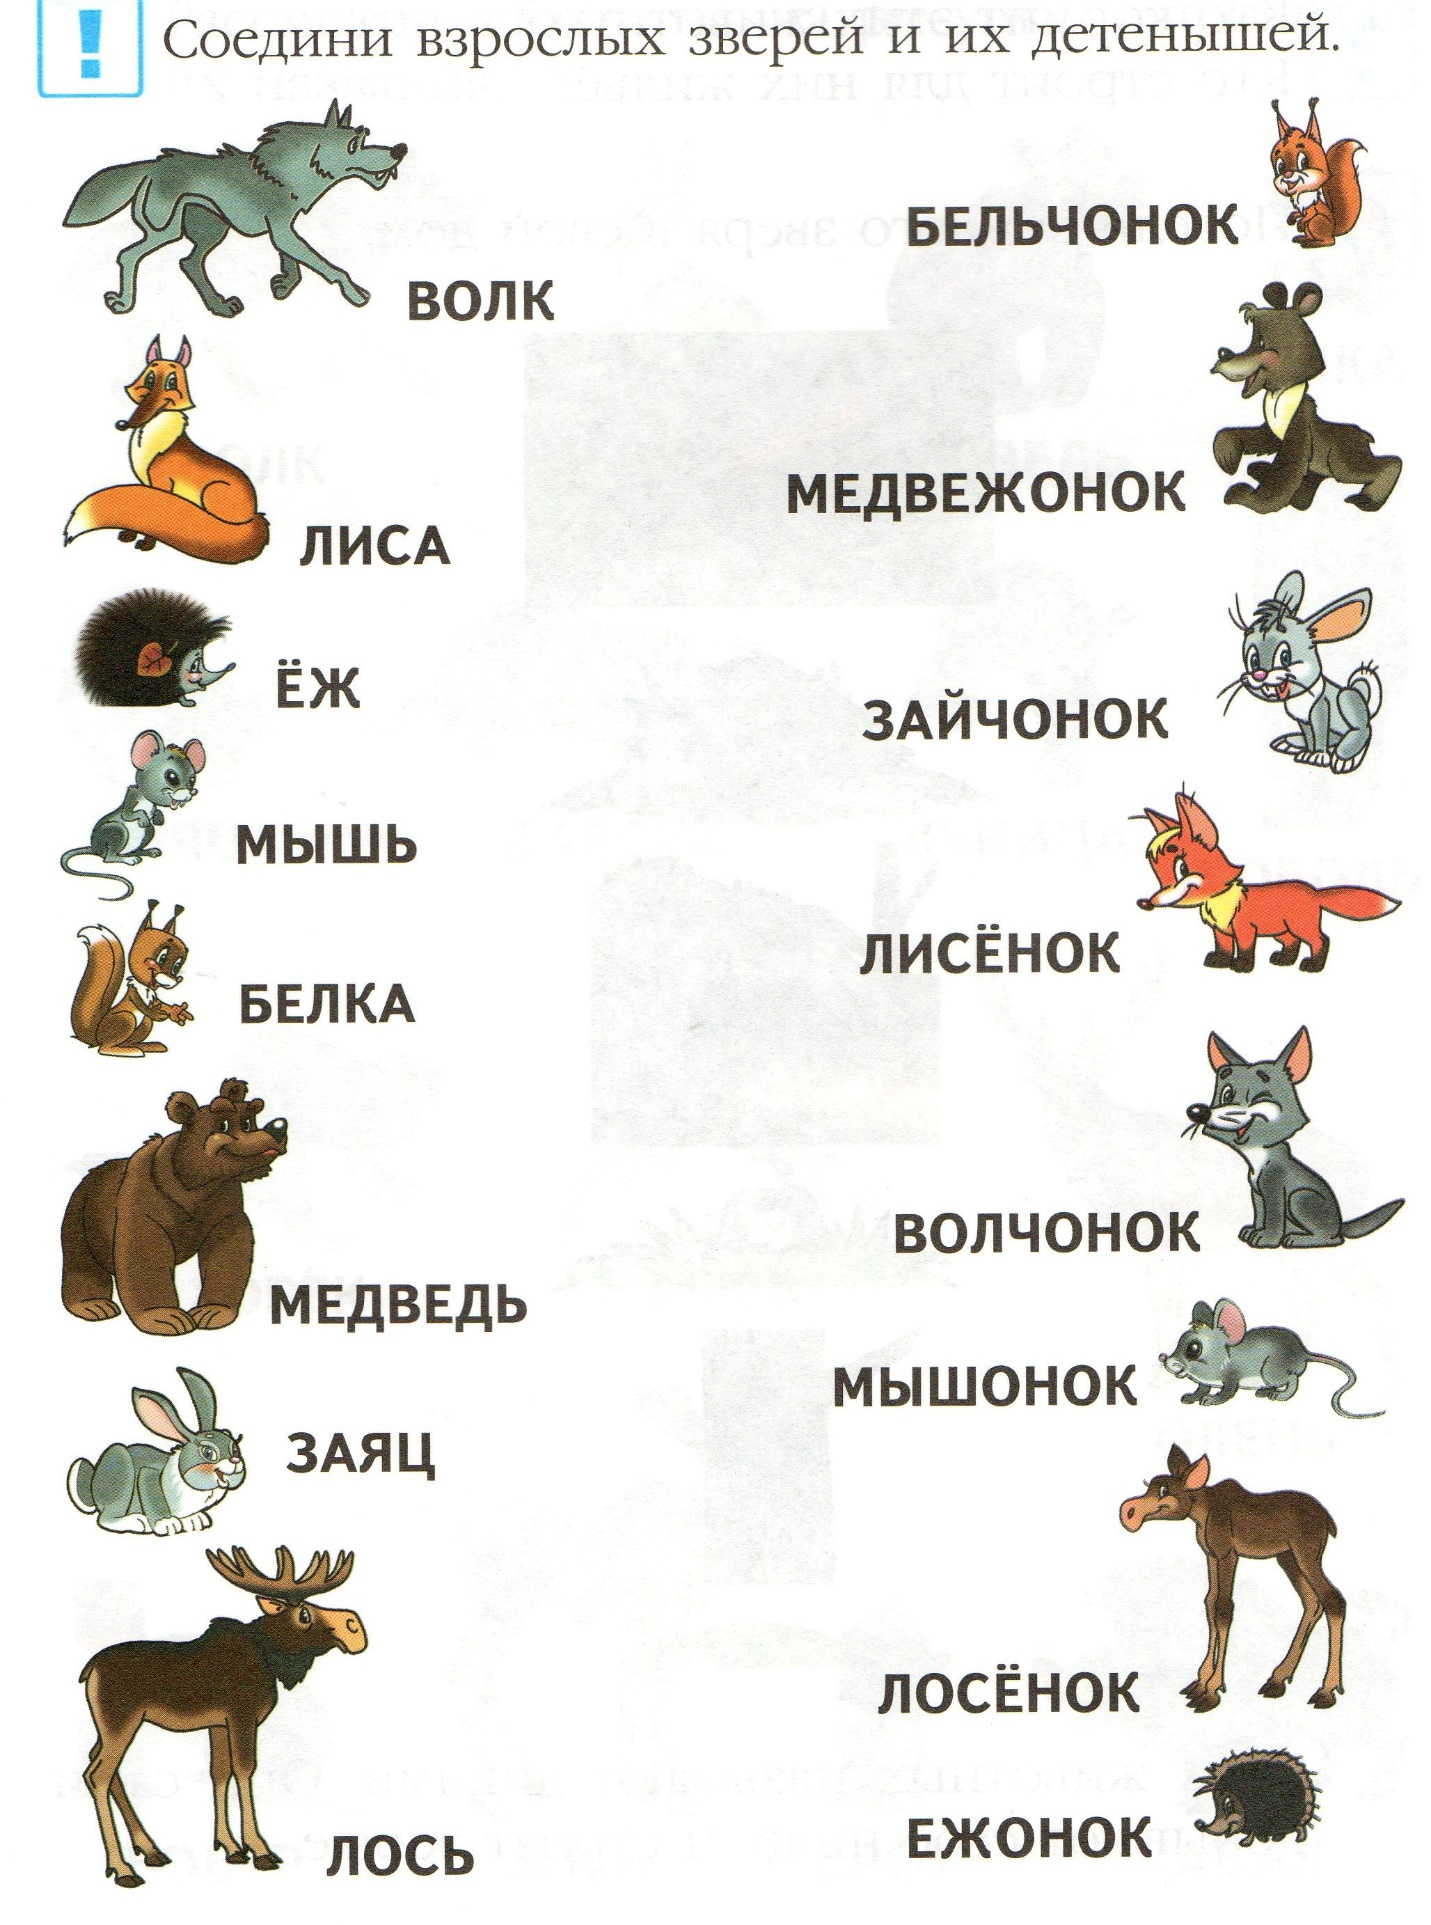 ! Соедини взрослых зверей и их детенышей.
БЕЛЬЧОНОК
ВОЛК
МЕДВЕЖОНОК
ЛИСА
ЁЖ
ЗАЙЧОНОК
МЫШЬ
ЛИСЁНОК
БЕЛКА
ВОЛЧОНОК
МЕДВЕДЬ
МЫШОНОК
ЗАЯЦ
ЛОСЁНОК
ЕЖОНОК
ЛОСЬ